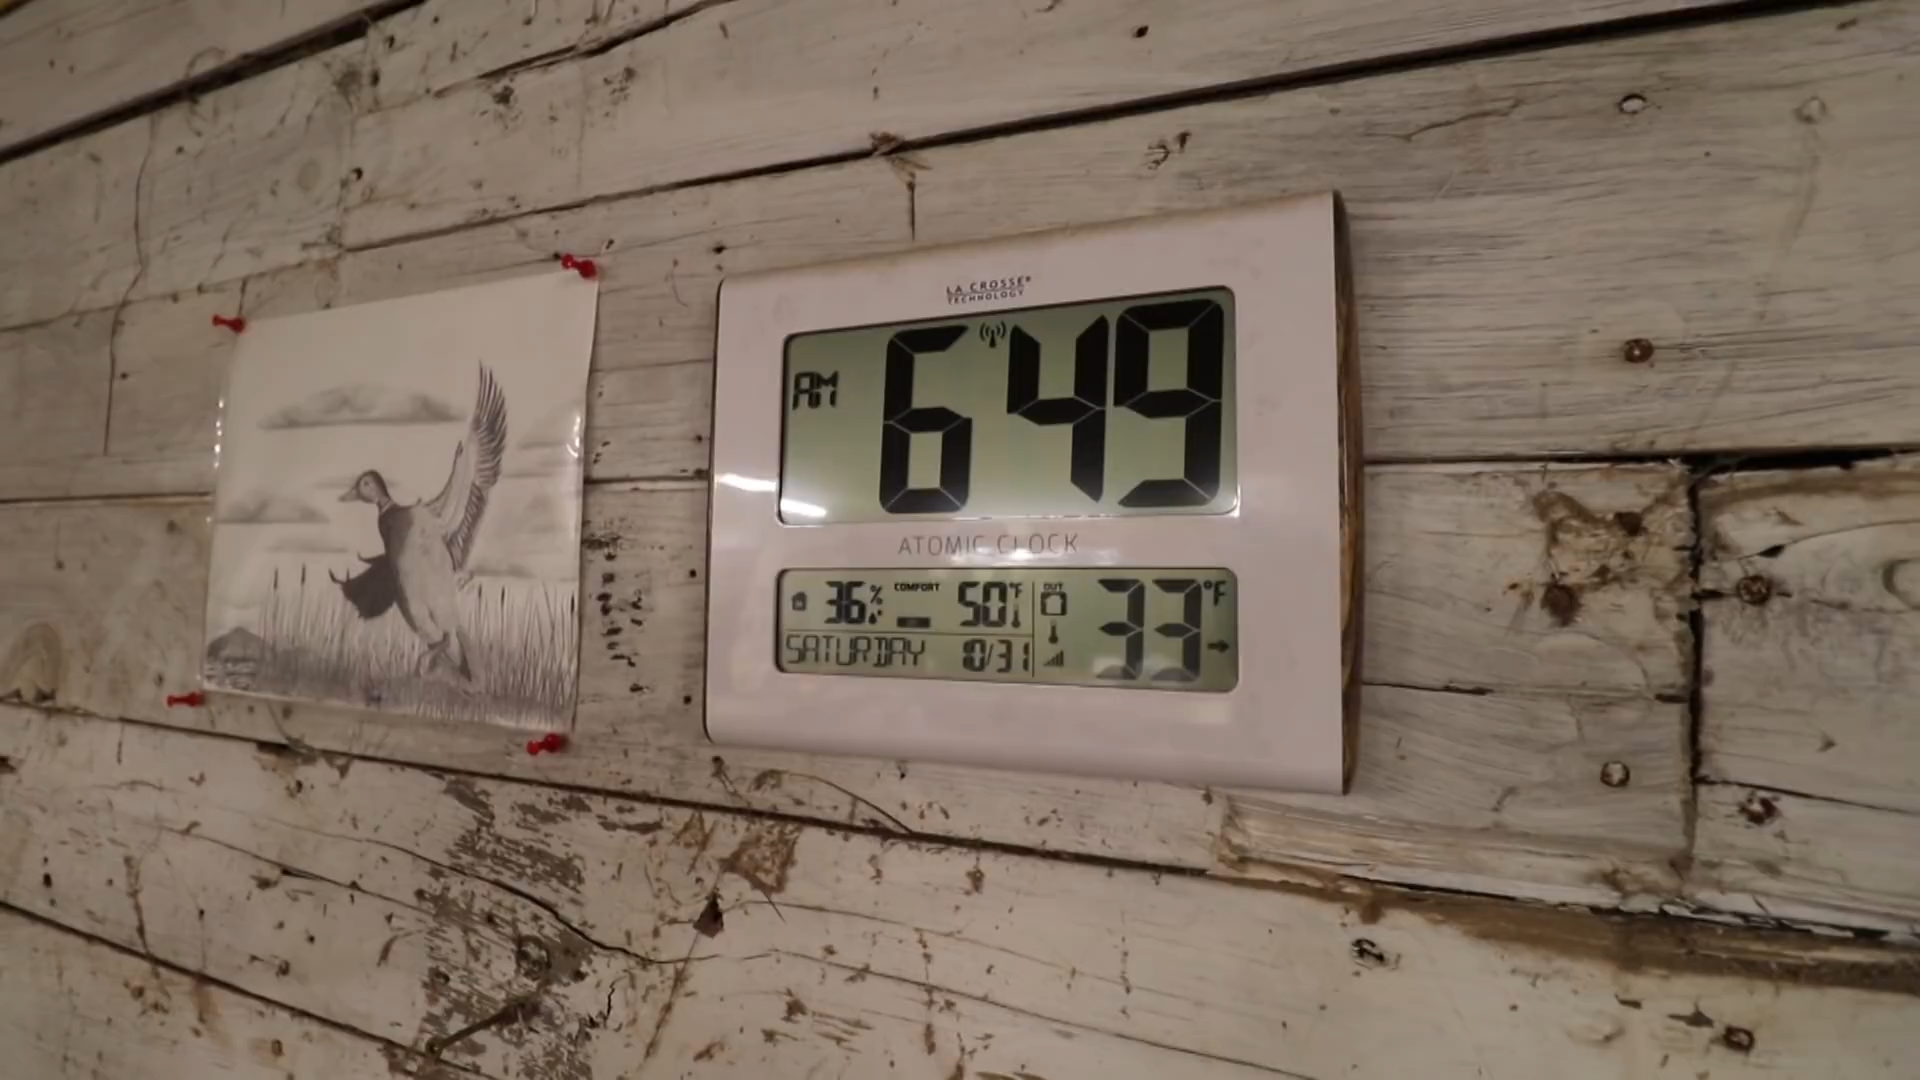 LA CROSSE®
TECHNOLOGY
AM 6 49
ATOMIC CLOCK
36% COMFORT 50°F
SATURDAY 10/31
OUT
33°F